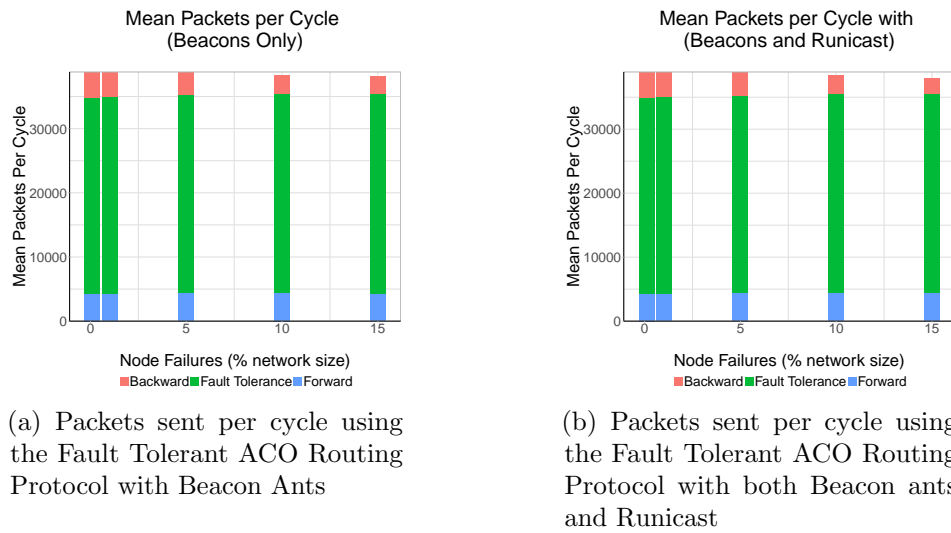 Mean Packets per Cycle
(Beacons Only)
Mean Packets Per Cycle
30000
20000
10000
0
0 5 10 15
Node Failures (% network size)
Backward Fault Tolerance Forward
(a) Packets sent per cycle using
the Fault Tolerant ACO Routing
Protocol with Beacon Ants
Mean Packets per Cycle with
(Beacons and Runicast)
Mean Packets Per Cycle
30000
20000
10000
0
0 5 10 15
Node Failures (% network size)
Backward Fault Tolerance Forward
(b) Packets sent per cycle using
the Fault Tolerant ACO Routing
Protocol with both Beacon ants
and Runicast